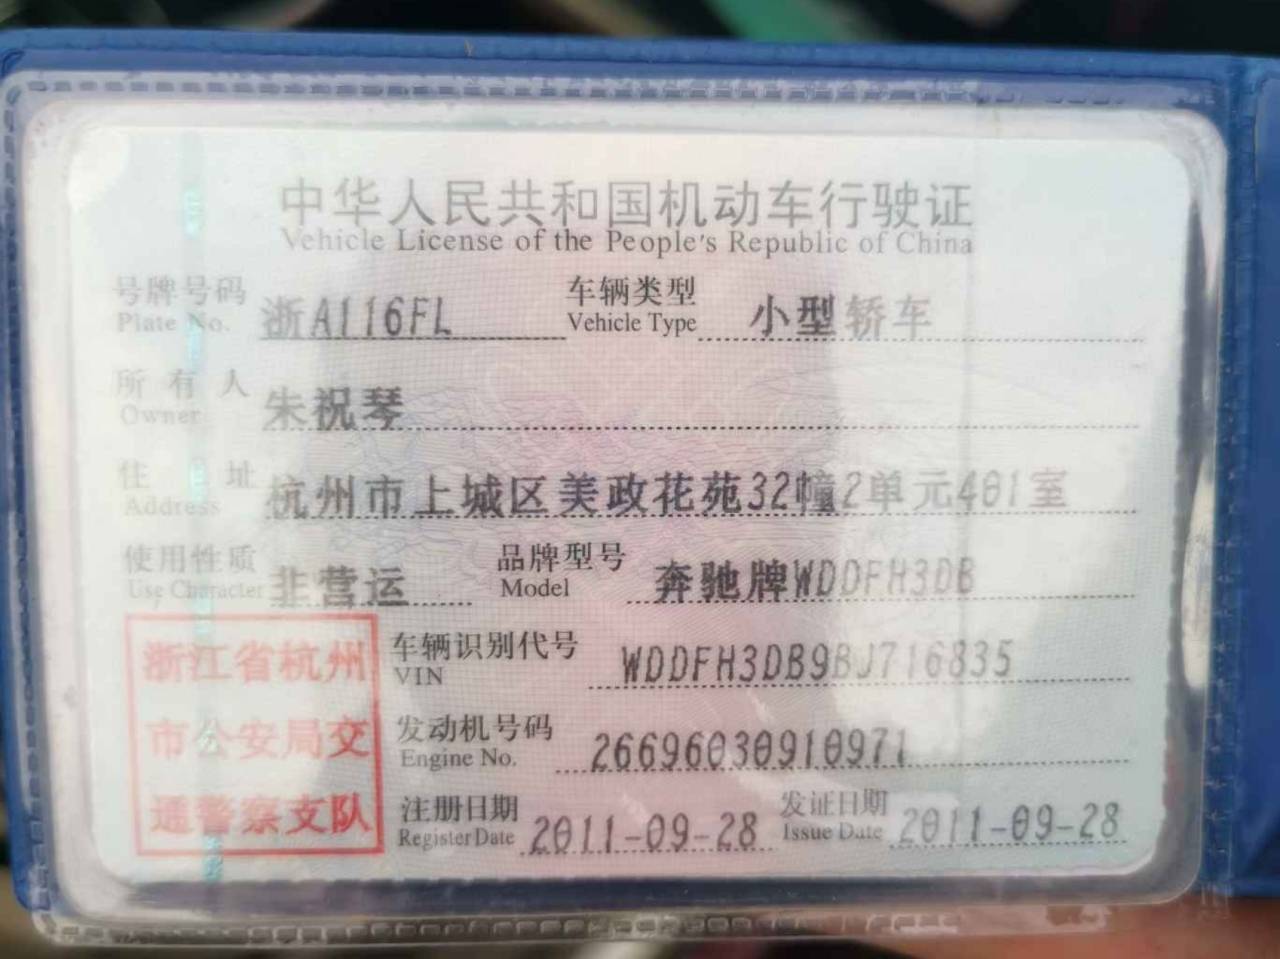 中华人民共和国机动车行驶证
Vehicle License of the People's Republic of China
号牌号码 浙A116FL 车辆类型 小型轿车
Plate No. Vehicle Type
所有人 朱祝琴
Owner
住址 杭州市上城区美政花苑32幢2单元401室
Address
使用性质 非营运 品牌型号 奔驰牌WDDFH3DB
Use Character Model
浙江省杭州 车辆识别代号 WDDFH3DB9BJ716835
VIN
市公安局交 发动机号码 26696030910971
Engine No.
通警察支队 注册日期 2011-09-28 发证日期 2011-09-28
Register Date Issue Date